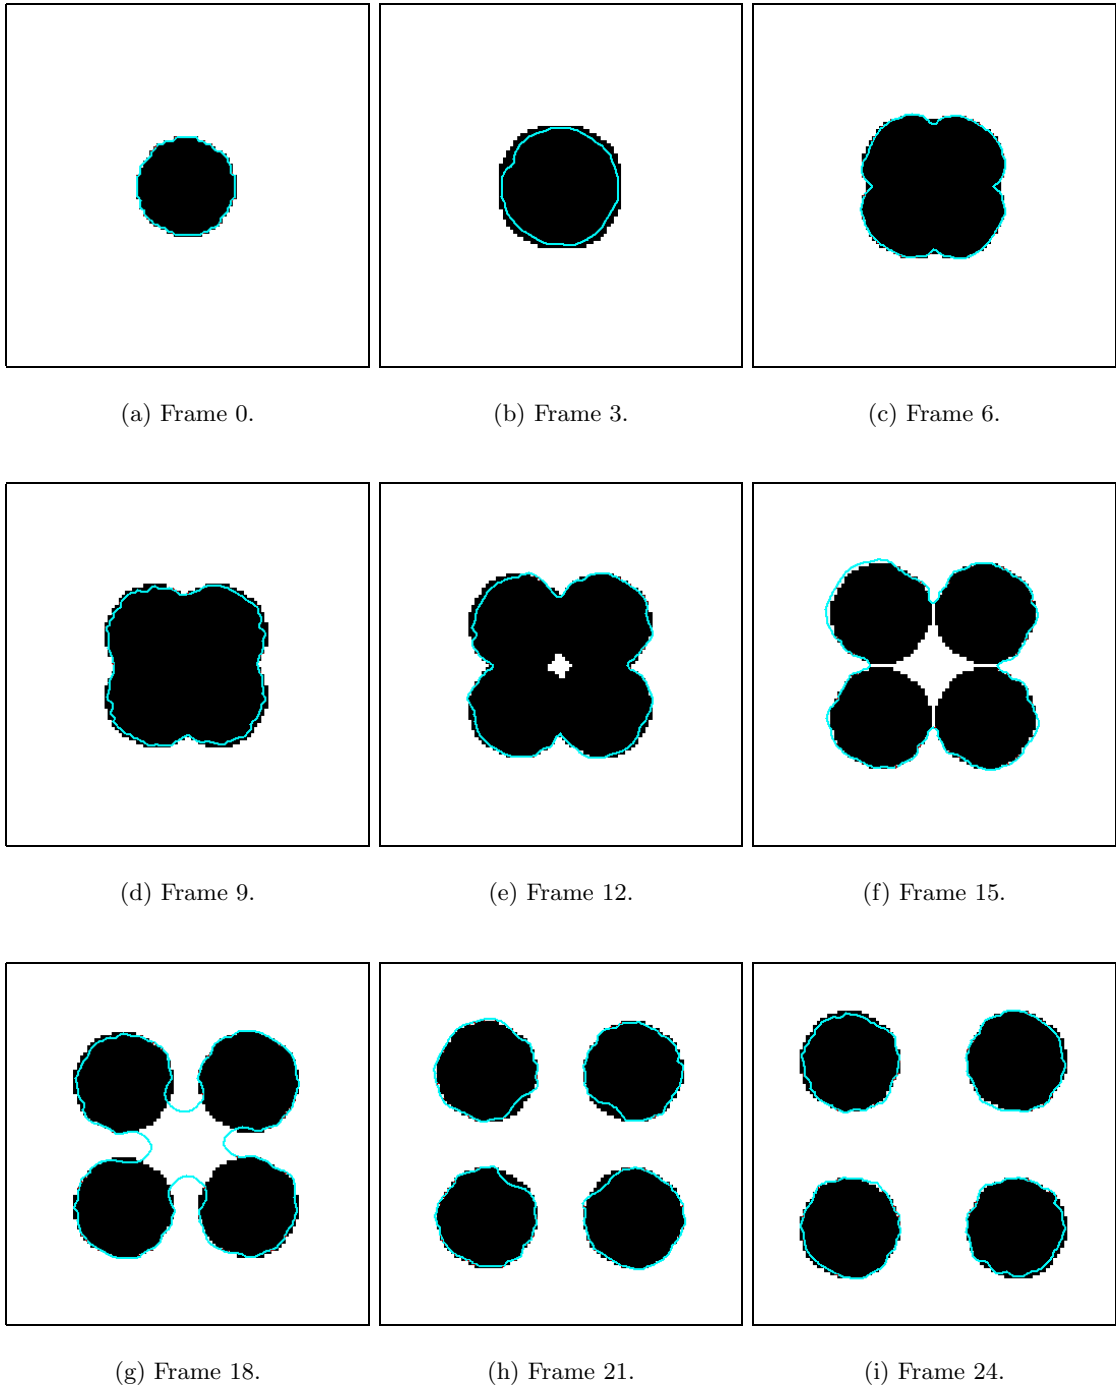 (a) Frame 0.
(b) Frame 3.
(c) Frame 6.
(d) Frame 9.
(e) Frame 12.
(f) Frame 15.
(g) Frame 18.
(h) Frame 21.
(i) Frame 24.